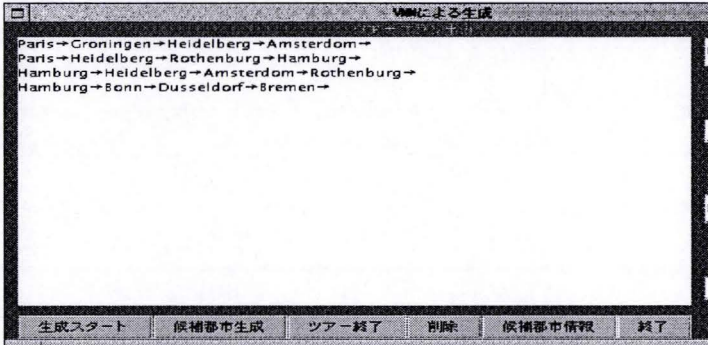 による生成
Paris→Groningen→Heidelberg→Amsterdom→
Paris→Heidelberg→Rothenburg→Hamburg→
Hamburg→Heidelberg→Amsterdom→Rothenburg→
Hamburg→Bonn→Dusseldorf→Bremen→
生成スタート 候補都市生成 ツアー終了 削除 候補都市情報 終了